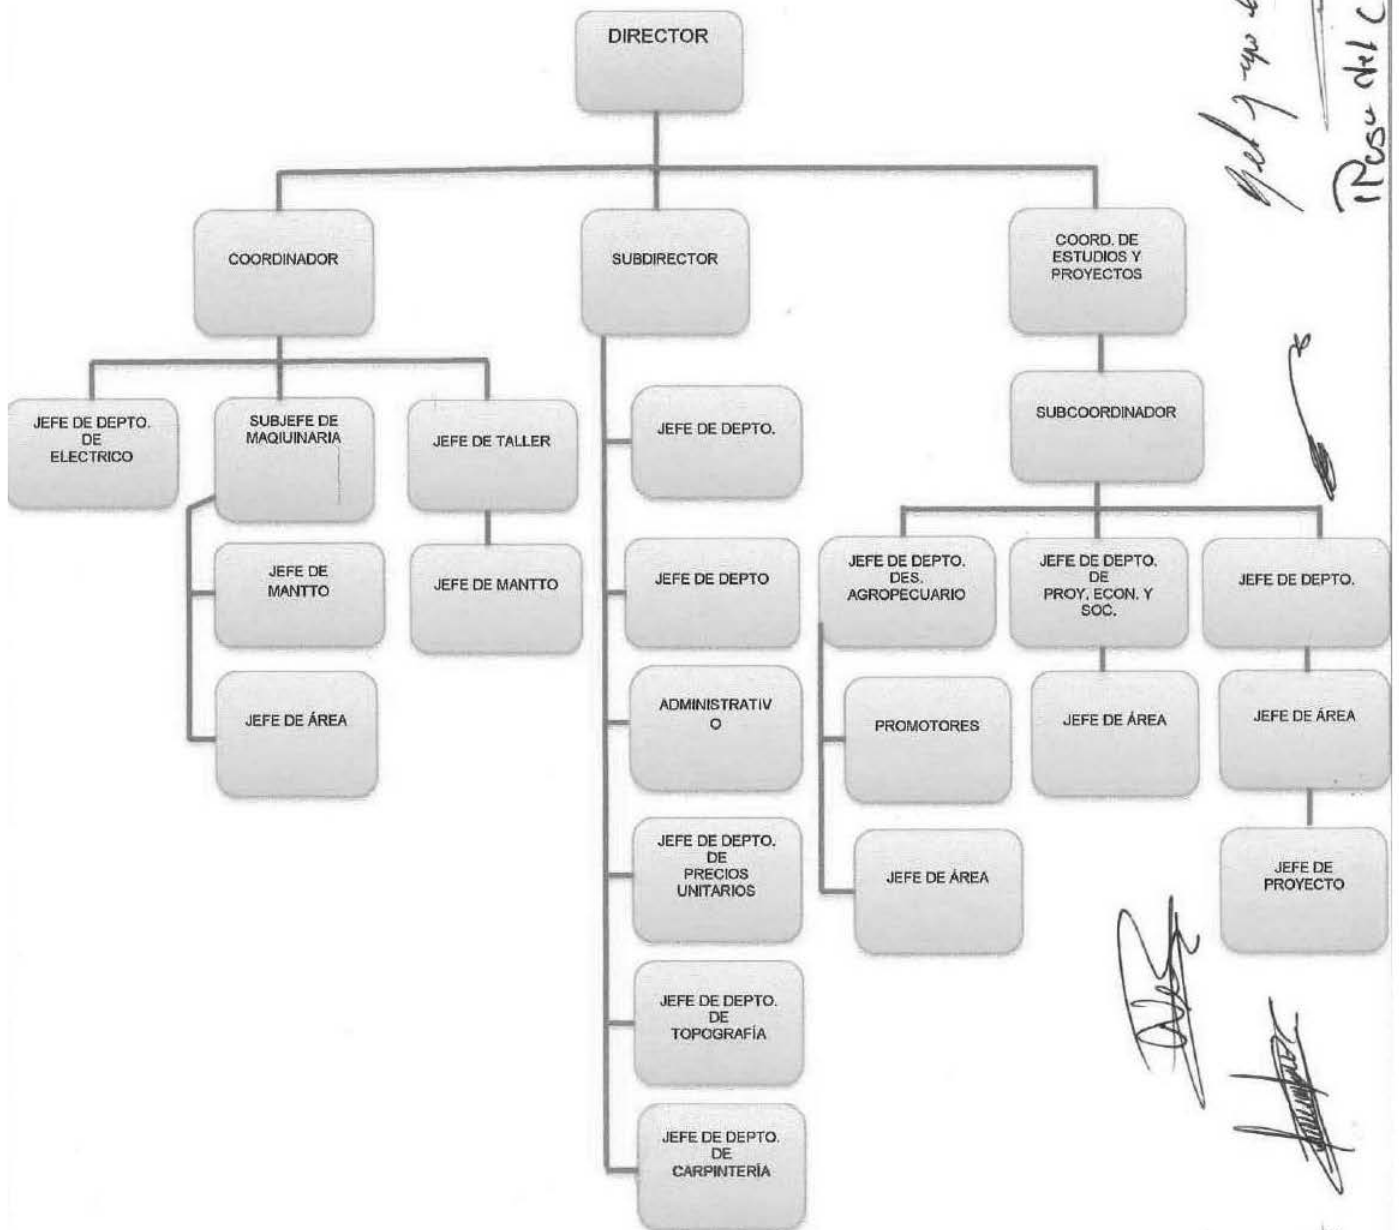 DIRECTOR
COORDINADOR
SUBDIRECTOR
COORD. DE
ESTUDIOS Y
PROYECTOS
SUBCOORDINADOR
JEFE DE DEPTO.
DE
ELECTRICO
SUBJEFE DE
MAQIUINARIA
JEFE DE TALLER
JEFE DE MANTTO
JEFE DE
MANTTO
JEFE DE ÁREA
JEFE DE DEPTO.
JEFE DE DEPTO
ADMINISTRATIV
O
JEFE DE DEPTO.
DE
PRECIOS
UNITARIOS
JEFE DE DEPTO.
DE
TOPOGRAFÍA
JEFE DE DEPTO.
DE
CARPINTERÍA
JEFE DE DEPTO.
DES.
AGROPECUARIO
PROMOTORES
JEFE DE ÁREA
JEFE DE DEPTO.
DE
PROY. ECON. Y
SOC.
JEFE DE ÁREA
JEFE DE DEPTO.
JEFE DE ÁREA
JEFE DE
PROYECTO